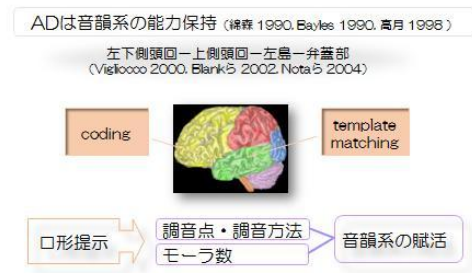 ADは音韻系の能力保持 (綿森 1990. Bayles 1990. 高月 1998)
左下側頭回ー上側頭回ー左島ー弁蓋部
(Vigliocco 2000. Blankら 2002. Notaら 2004)
coding
template
matching
口形提示
調音点・調音方法
モーラ数
音韻系の賦活